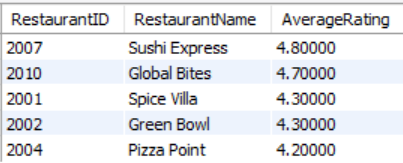 RestaurantID RestaurantName AverageRating
2007 Sushi Express 4.80000
2010 Global Bites 4.70000
2001 Spice Villa 4.30000
2002 Green Bowl 4.30000
2004 Pizza Point 4.20000